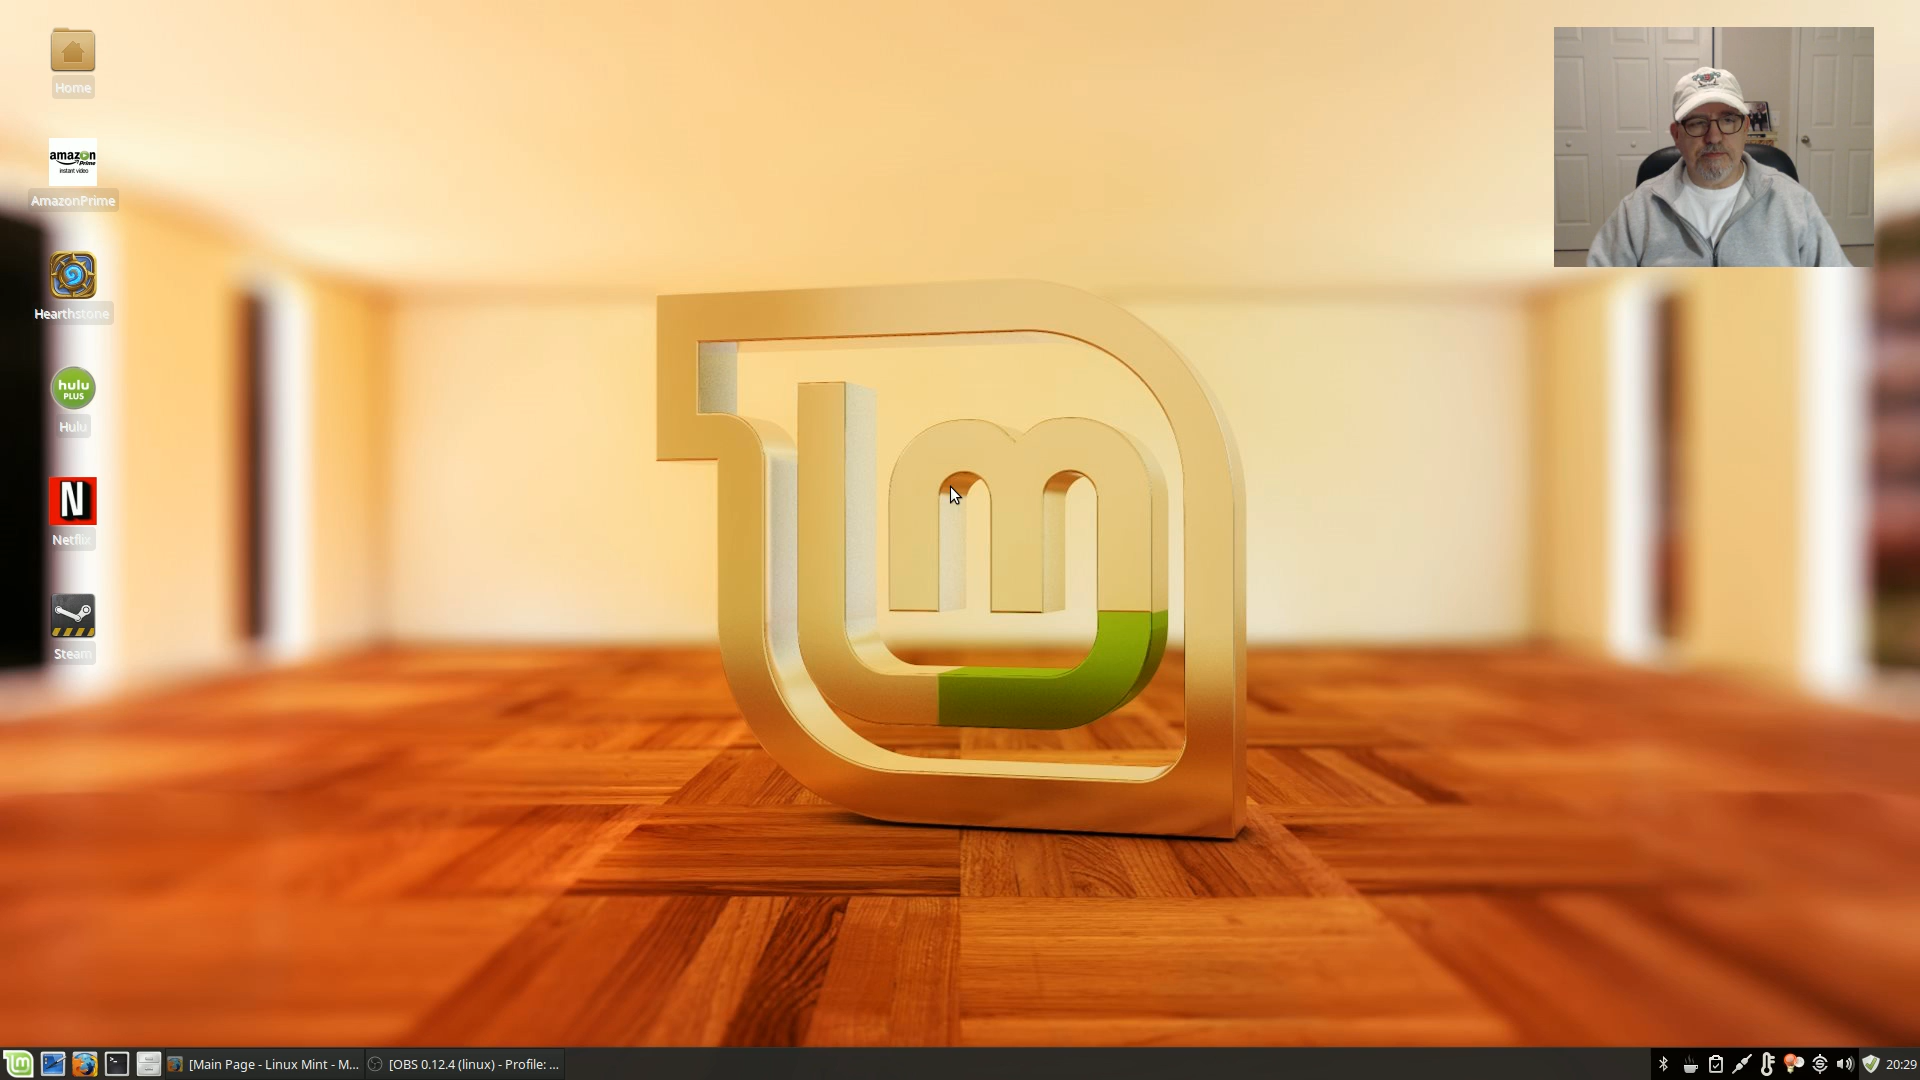 Home
amazon
Prime
instant video
AmazonPrime
Hearthstone
hulu
PLUS
Hulu
N
Netflix
Steam
lm
[Main Page - Linux Mint - M...
[OBS 0.12.4 (linux) - Profile: ...
20:29